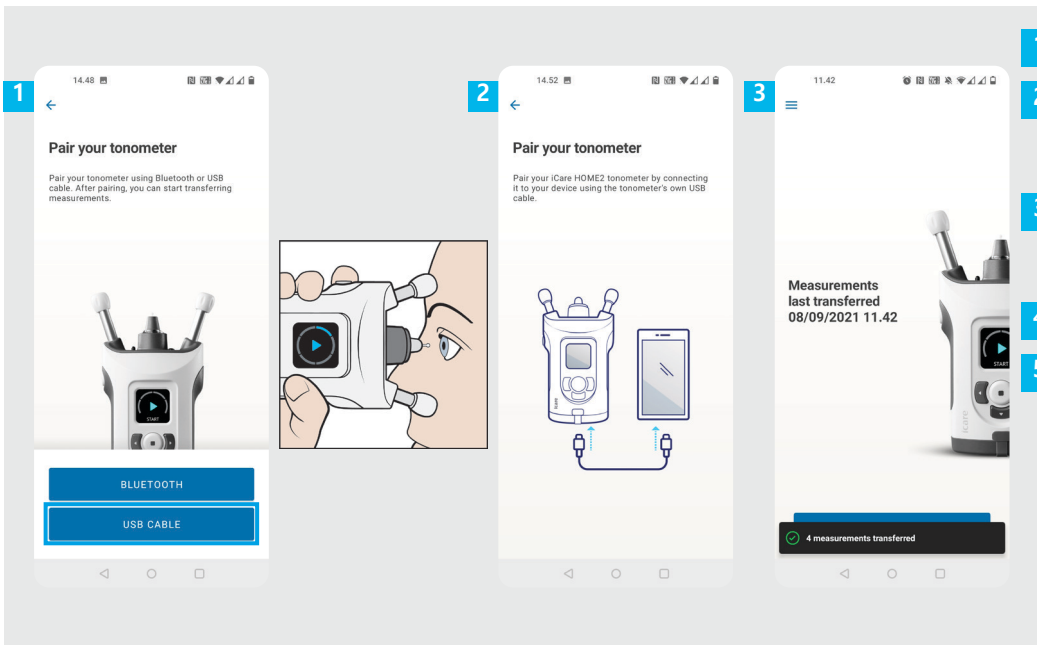 1
14.48
Pair your tonometer
Pair your tonometer using Bluetooth or USB
cable. After pairing, you can start transferring
measurements.
START
BLUETOOTH
USB CABLE
2
14.52
Pair your tonometer
Pair your iCare HOME2 tonometer by connecting
it to your device using the tonometer's own USB
cable.
icare
3
11.42
Measurements
last transferred
08/09/2021 11.42
START
icare
4 measurements transferred